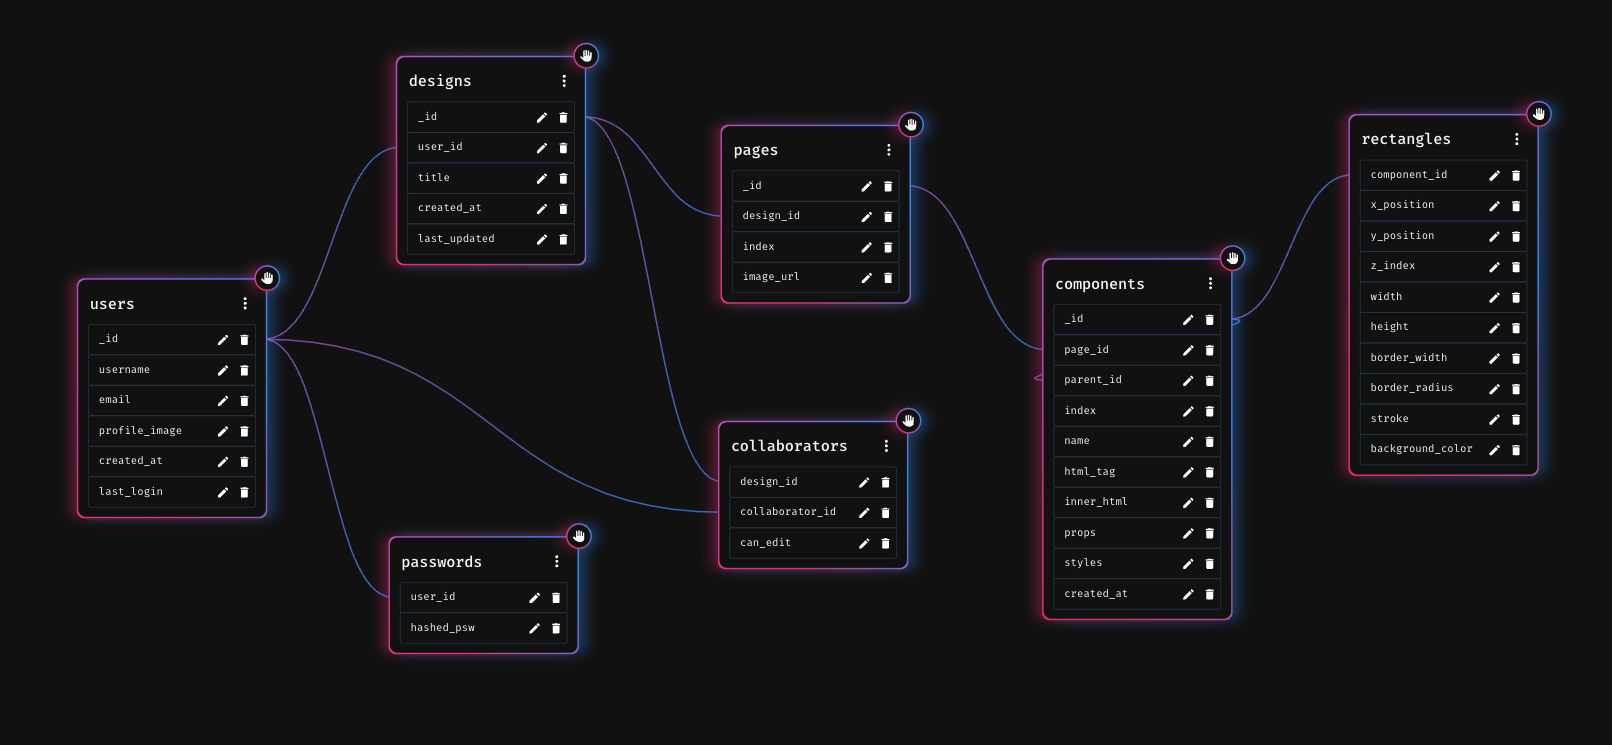 designs
_id
user_id
title
created_at
last_updated
pages
_id
design_id
index
image_url
rectangles
component_id
x_position
y_position
z_index
width
height
border_width
border_radius
stroke
background_color
users
_id
username
email
profile_image
created_at
last_login
components
_id
page_id
parent_id
index
name
html_tag
inner_html
props
styles
created_at
collaborators
design_id
collaborator_id
can_edit
passwords
user_id
hashed_psw